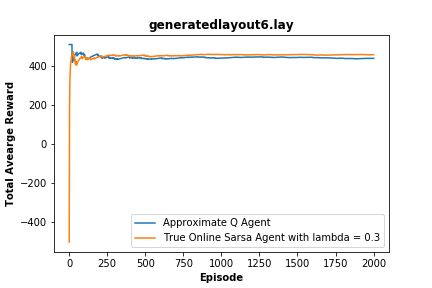 generatedlayout6.lay
Total Avearge Reward
400
200
0
−200
−400
Approximate Q Agent
True Online Sarsa Agent with lambda = 0.3
0
250
500
750
1000
1250
1500
1750
2000
Episode